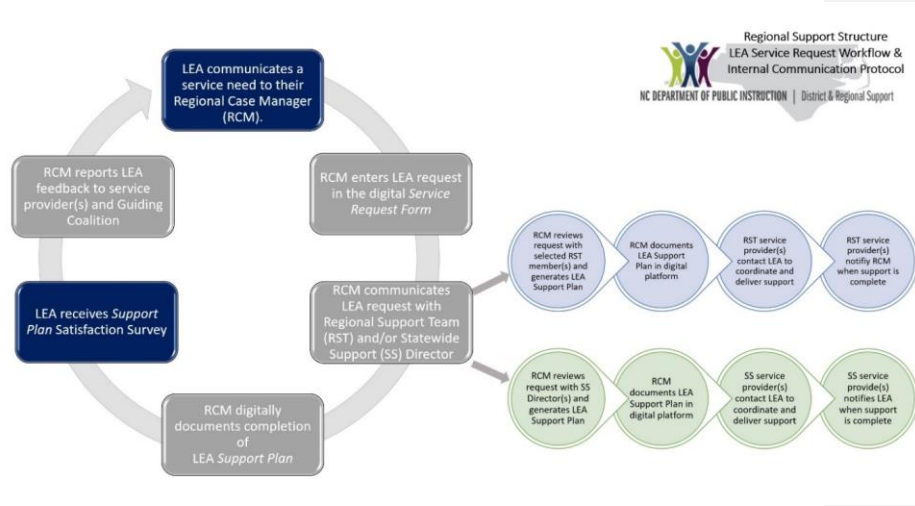 Regional Support Structure
LEA Service Request Workflow &
Internal Communication Protocol
NC DEPARTMENT OF PUBLIC INSTRUCTION | District & Regional Support
LEA communicates a
service need to their
Regional Case Manager
(RCM).
RCM enters LEA request
in the digital Service
Request Form
RCM communicates
LEA request with
Regional Support Team
(RST) and/or Statewide
Support (SS) Director
RCM digitally
documents completion
of
LEA Support Plan
LEA receives Support
Plan Satisfaction Survey
RCM reports LEA
feedback to service
provider(s) and Guiding
Coalition
RCM reviews
request with
selected RST
member(s) and
generates LEA
Support Plan
RCM documents
LEA Support
Plan in digital
platform
RST service
provider(s)
contact LEA to
coordinate and
deliver support
RST service
provider(s)
notifiy RCM
when support is
complete
RCM reviews
request with SS
Director(s) and
generates LEA
Support Plan
RCM
documents LEA
Support Plan in
digital platform
SS service
provider(s)
contact LEA to
coordinate and
deliver support
SS service
provide(s)
notifies LEA
when support
is complete